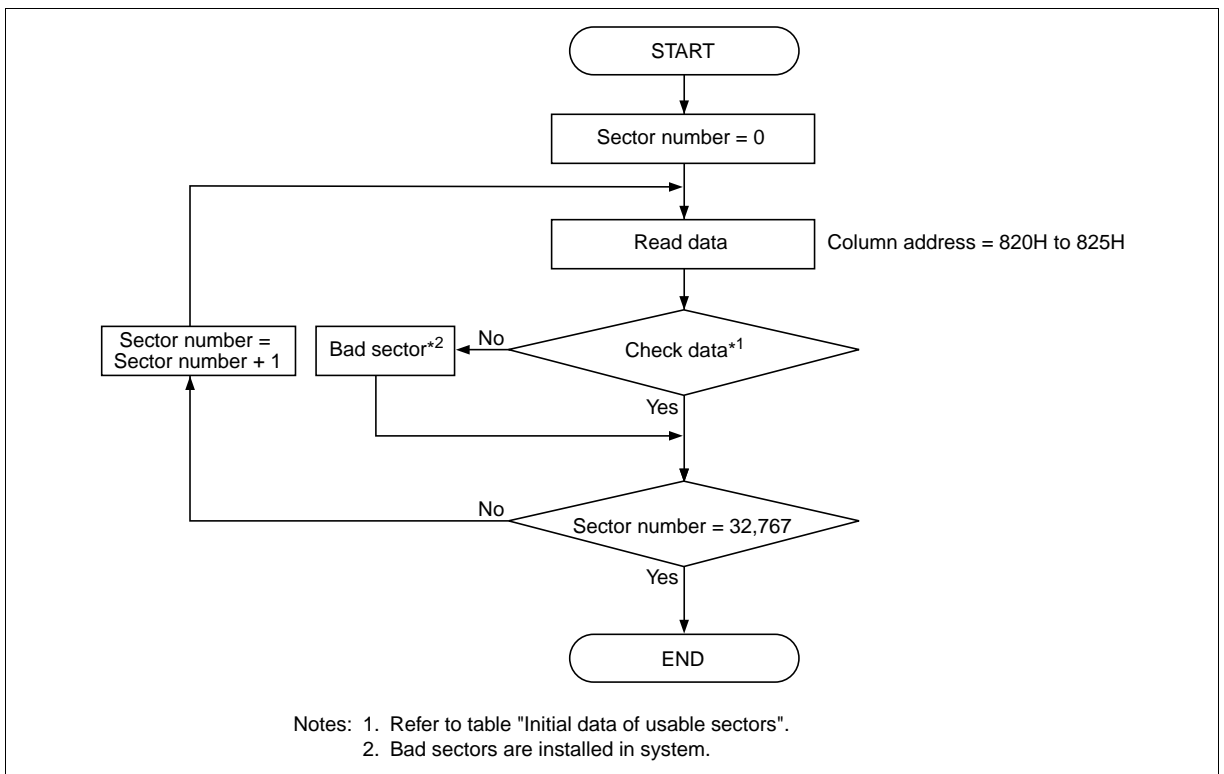 START
Sector number = 0
Read data
Column address = 820H to 825H
Sector number =
Sector number + 1
Bad sector*2
No
Check data*1
Yes
No
Sector number = 32,767
Yes
END
Notes: 1. Refer to table "Initial data of usable sectors".
2. Bad sectors are installed in system.